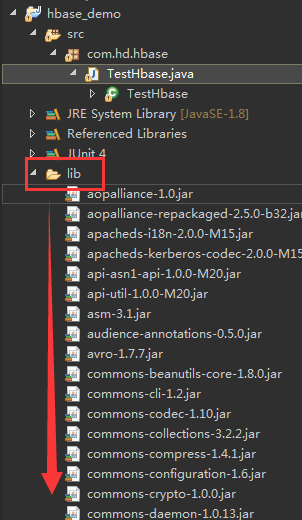 hbase_demo
src
com.hd.hbase
TestHbase.java
TestHbase
JRE System Library [JavaSE-1.8]
Referenced Libraries
JUnit 4
lib
aopalliance-1.0.jar
aopalliance-repackaged-2.5.0-b32.jar
apacheds-i18n-2.0.0-M15.jar
apacheds-kerberos-codec-2.0.0-M15.jar
api-asn1-api-1.0.0-M20.jar
api-util-1.0.0-M20.jar
asm-3.1.jar
audience-annotations-0.5.0.jar
avro-1.7.7.jar
commons-beanutils-core-1.8.0.jar
commons-cli-1.2.jar
commons-codec-1.10.jar
commons-collections-3.2.2.jar
commons-compress-1.4.1.jar
commons-configuration-1.6.jar
commons-crypto-1.0.0.jar
commons-daemon-1.0.13.jar